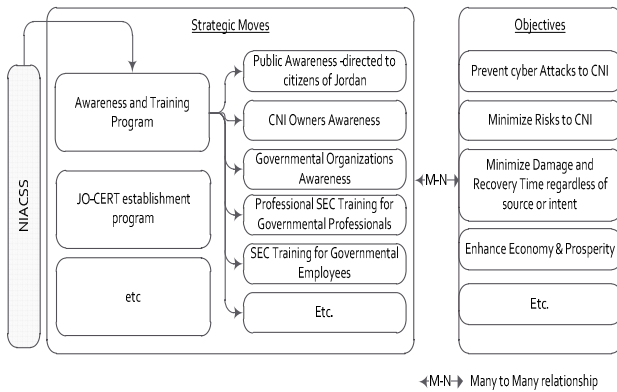 Strategic Moves
Objectives
NIACSS
Awareness and Training
Program
JO-CERT establishment
program
etc
Public Awareness -directed to
citizens of Jordan
CNI Owners Awareness
Governmental Organizations
Awareness
Professional SEC Training for
Governmental Professionals
SEC Training for Governmental
Employees
Etc.
M-N
Prevent cyber Attacks to CNI
Minimize Risks to CNI
Minimize Damage and
Recovery Time regardless of
source or intent
Enhance Economy & Prosperity
Etc.
M-N Many to Many relationship